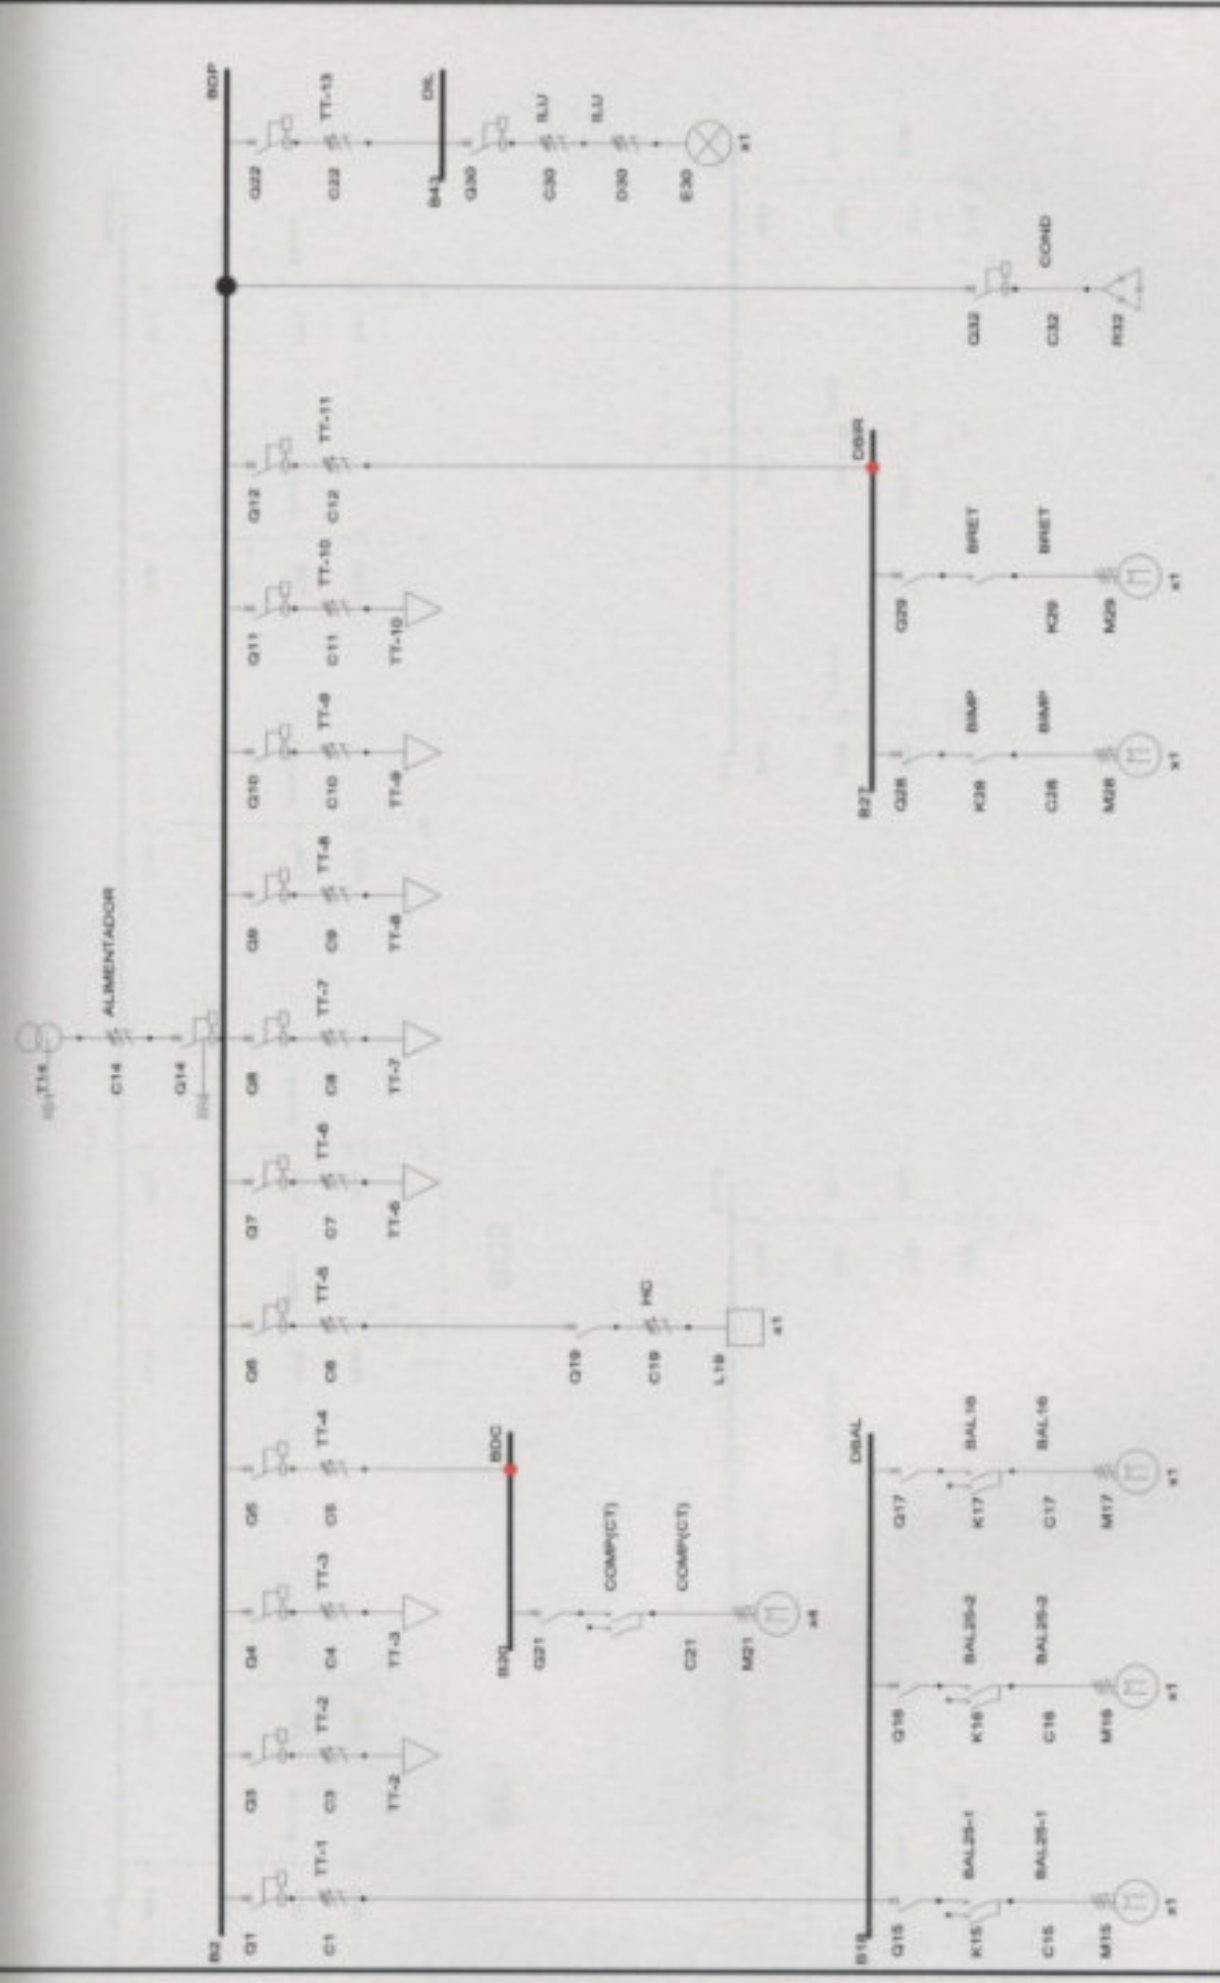 T14
ALIMENTADOR
C14
Q14
B2
BDP
Q1
TT-1
C1
Q3
TT-2
C3
TT-2
Q4
TT-3
C4
TT-3
Q5
TT-4
C5
Q6
TT-5
C6
Q7
TT-6
C7
TT-6
Q8
TT-7
C8
TT-7
Q9
TT-8
C9
TT-8
Q10
TT-9
C10
TT-9
Q11
TT-10
C11
TT-10
Q12
TT-11
C12
Q22
TT-13
C22
DIL
Q30
ILU
C30
ILU
D30
E30
x1
Q32
COND
C32
R32
B20
BDC
Q21
COMP(CT)
COMP(CT)
C21
M21
x4
Q19
HC
C19
L19
x1
B18
DBAL
Q15
BAL25-1
K15
BAL25-1
C15
M15
x1
Q16
BAL25-2
K16
BAL25-2
C16
M16
x1
Q17
BAL16
K17
BAL16
C17
M17
x1
B27
DBIR
Q28
BIMP
K28
BIMP
C28
M28
x1
Q29
BRET
BRET
K29
M29
x1